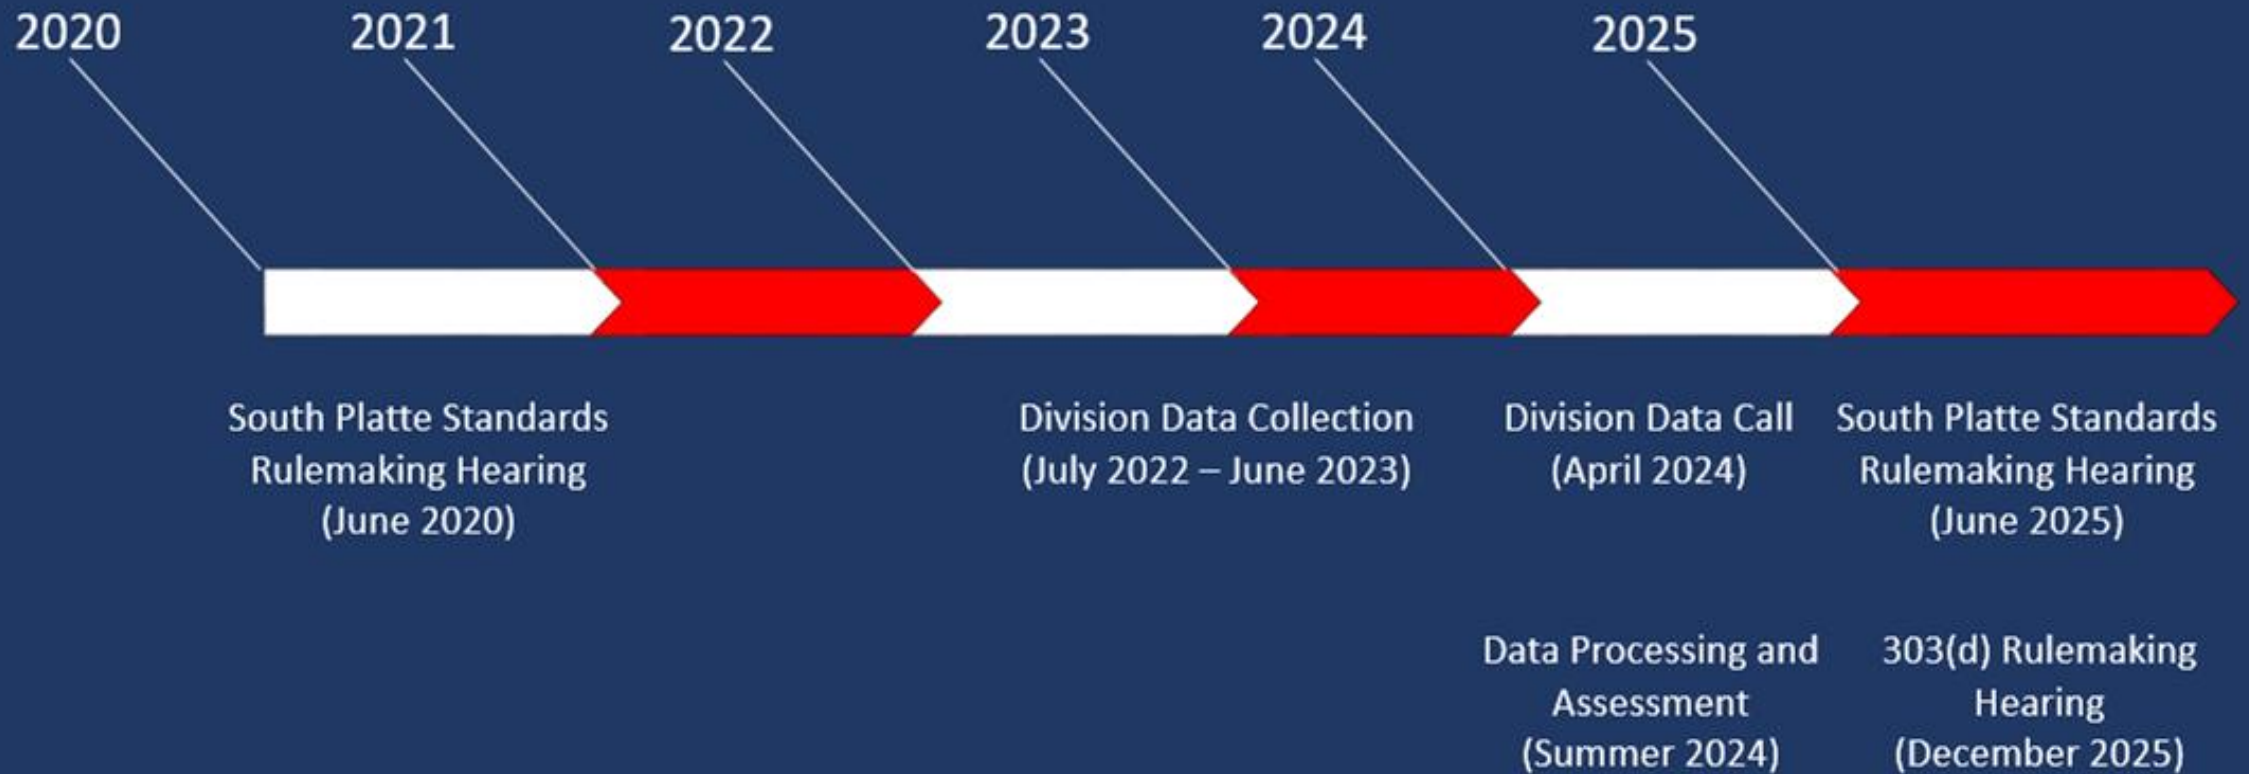 2020
2021
2022
2023
2024
2025
South Platte Standards
Rulemaking Hearing
(June 2020)
Division Data Collection
(July 2022 – June 2023)
Division Data Call
(April 2024)
South Platte Standards
Rulemaking Hearing
(June 2025)
Data Processing and
Assessment
(Summer 2024)
303(d) Rulemaking
Hearing
(December 2025)